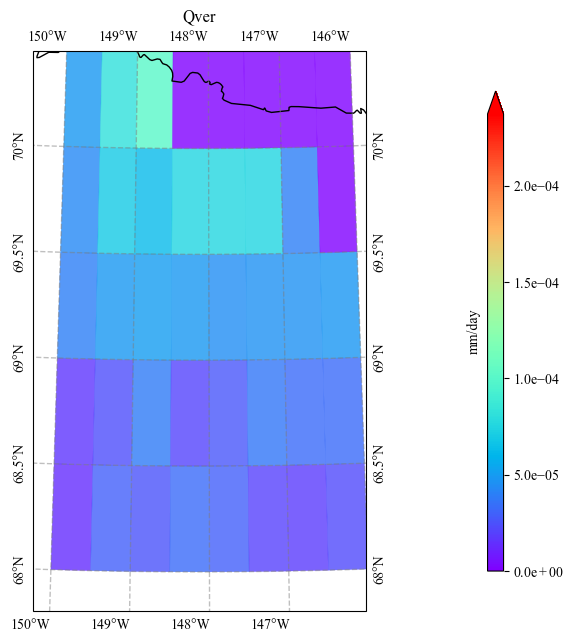 Qver
150°W 149°W 148°W 147°W 146°W
70°N 70°N
69.5°N 69.5°N
69°N 69°N
68.5°N 68.5°N
68°N 68°N
150°W 149°W 148°W 147°W
2.0e−04
1.5e−04
1.0e−04
5.0e−05
0.0e+00
mm/day